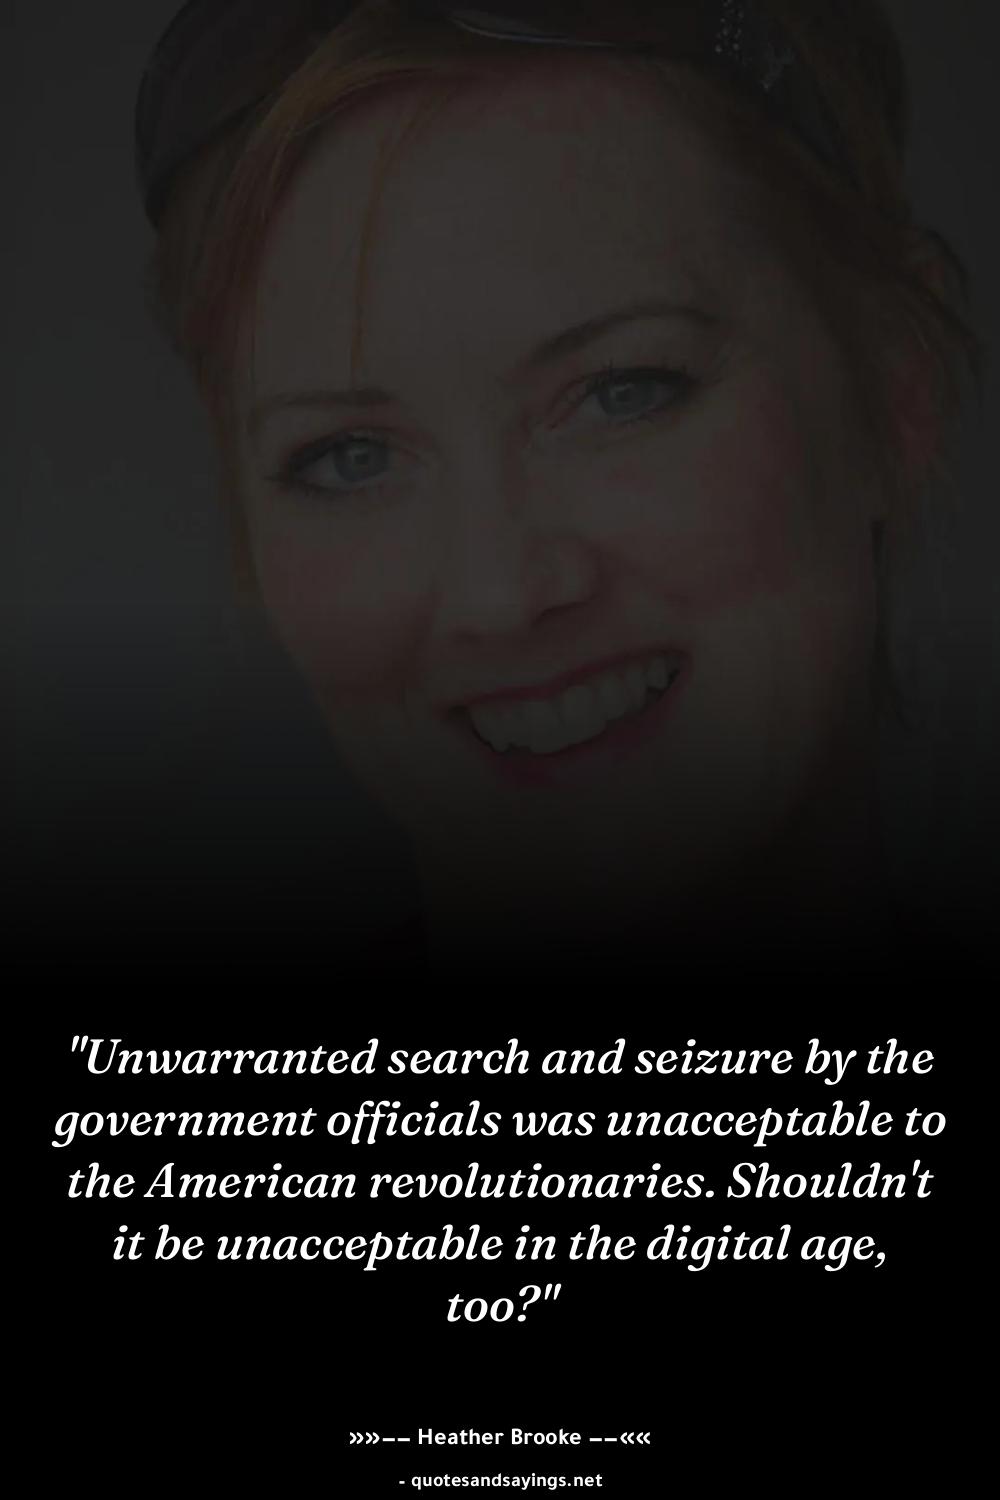 "Unwarranted search and seizure by the
government officials was unacceptable to
the American revolutionaries. Shouldn't
it be unacceptable in the digital age,
too?"
»»–– Heather Brooke ––««
- quotesandsayings.net